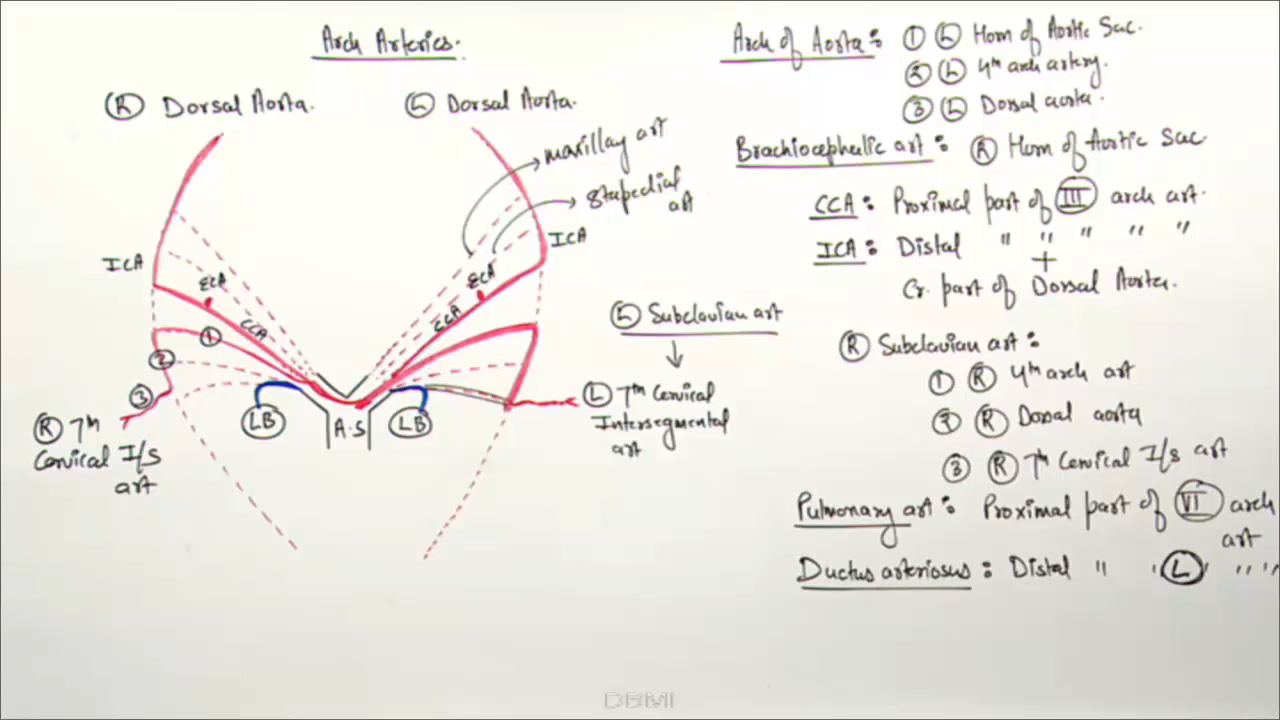 Arch Arteries.
Ⓡ Dorsal Aorta.
Ⓛ Dorsal Aorta.
maxillay art
stapedial
art
ICA
ICA
ECA
ECA
CCA
CCA
①
②
③
LB
LB
A.S
Ⓡ 7th
Cervical I/S
art
Ⓛ Subclavian art
Ⓛ 7th Cervical
Intersegmental
art
Arch of Aorta: ① Ⓛ Horn of Aortic Sac.
② Ⓛ 4th arch artery.
③ Ⓛ Dorsal aorta.
Brachiocephelic art: Ⓡ Horn of Aortic Sac
CCA: Proximal part of III arch art.
ICA: Distal " " " " "
+
Cr. part of Dorsal Aorta.
Ⓡ Subclavian art:
① Ⓡ 4th arch art
② Ⓡ Dorsal aorta
③ Ⓡ 7th Cervical I/S art
Pulmonary art: Proximal part of VI arch
art
Ductus arteriosus: Distal " " Ⓛ " " "